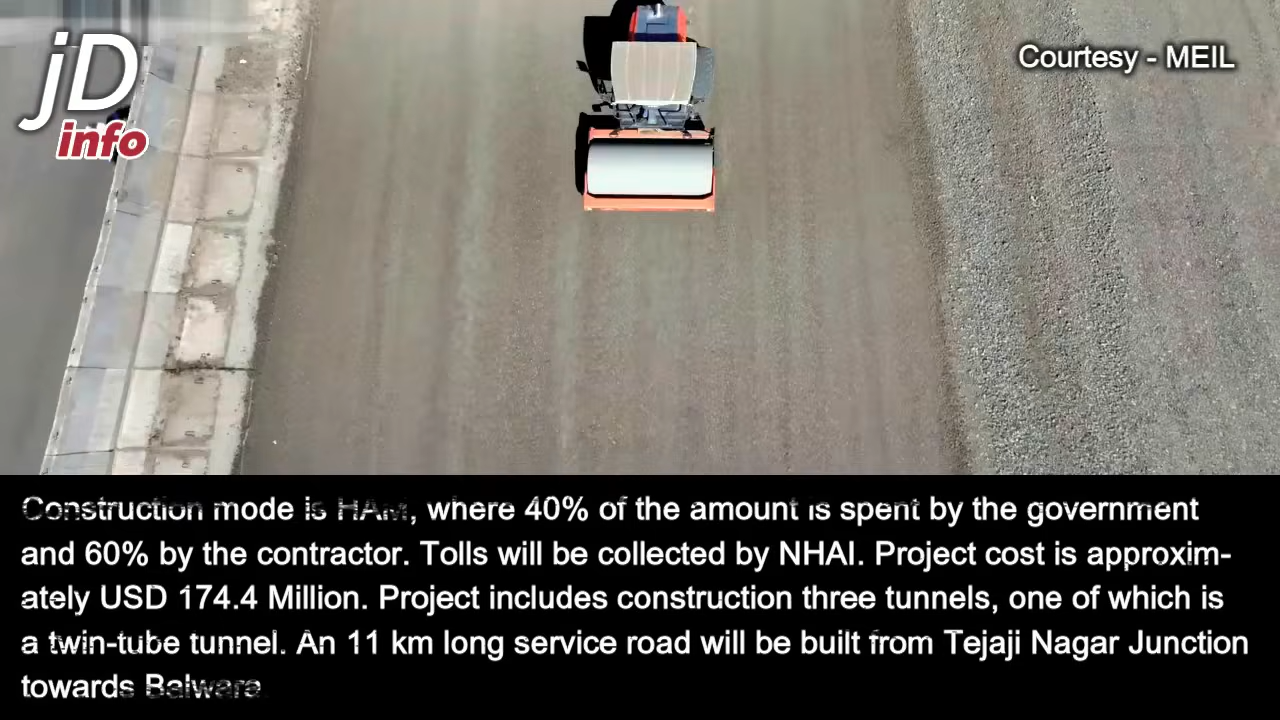 jD
info
Courtesy - MEIL
Construction mode is HAM, where 40% of the amount is spent by the government
and 60% by the contractor. Tolls will be collected by NHAI. Project cost is approxim-
ately USD 174.4 Million. Project includes construction three tunnels, one of which is
a twin-tube tunnel. An 11 km long service road will be built from Tejaji Nagar Junction
towards Balwara